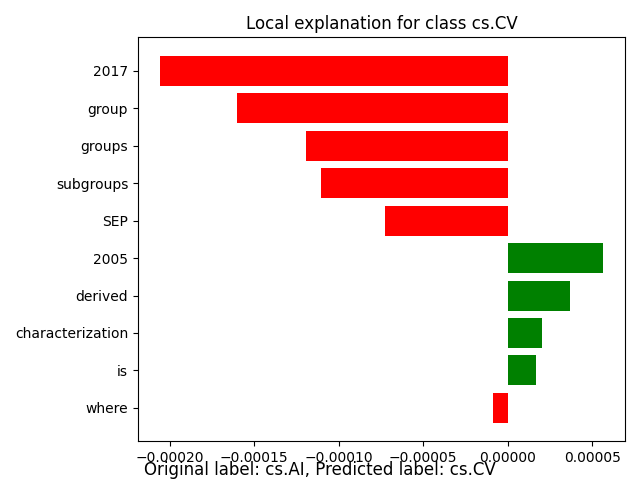 Local explanation for class cs.CV
2017
group
groups
subgroups
SEP
2005
derived
characterization
is
where
−0.00020 −0.00015 −0.00010 −0.00005 0.00000 0.00005
Original label: cs.AI, Predicted label: cs.CV